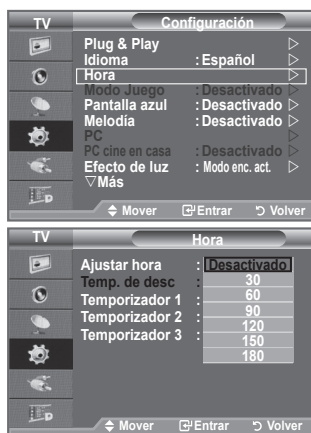 TV Configuración
Plug & Play
Idioma : Español
Hora
Modo Juego : Desactivado
Pantalla azul : Desactivado
Melodía : Desactivado
PC
PC cine en casa : Desactivado
Efecto de luz : Modo enc. act.
▽Más
Mover Entrar Volver
TV Hora
Ajustar hora : Desactivado
Temp. de desc : 30
Temporizador 1 : 60
90
Temporizador 2 : 120
Temporizador 3 : 150
180
Mover Entrar Volver